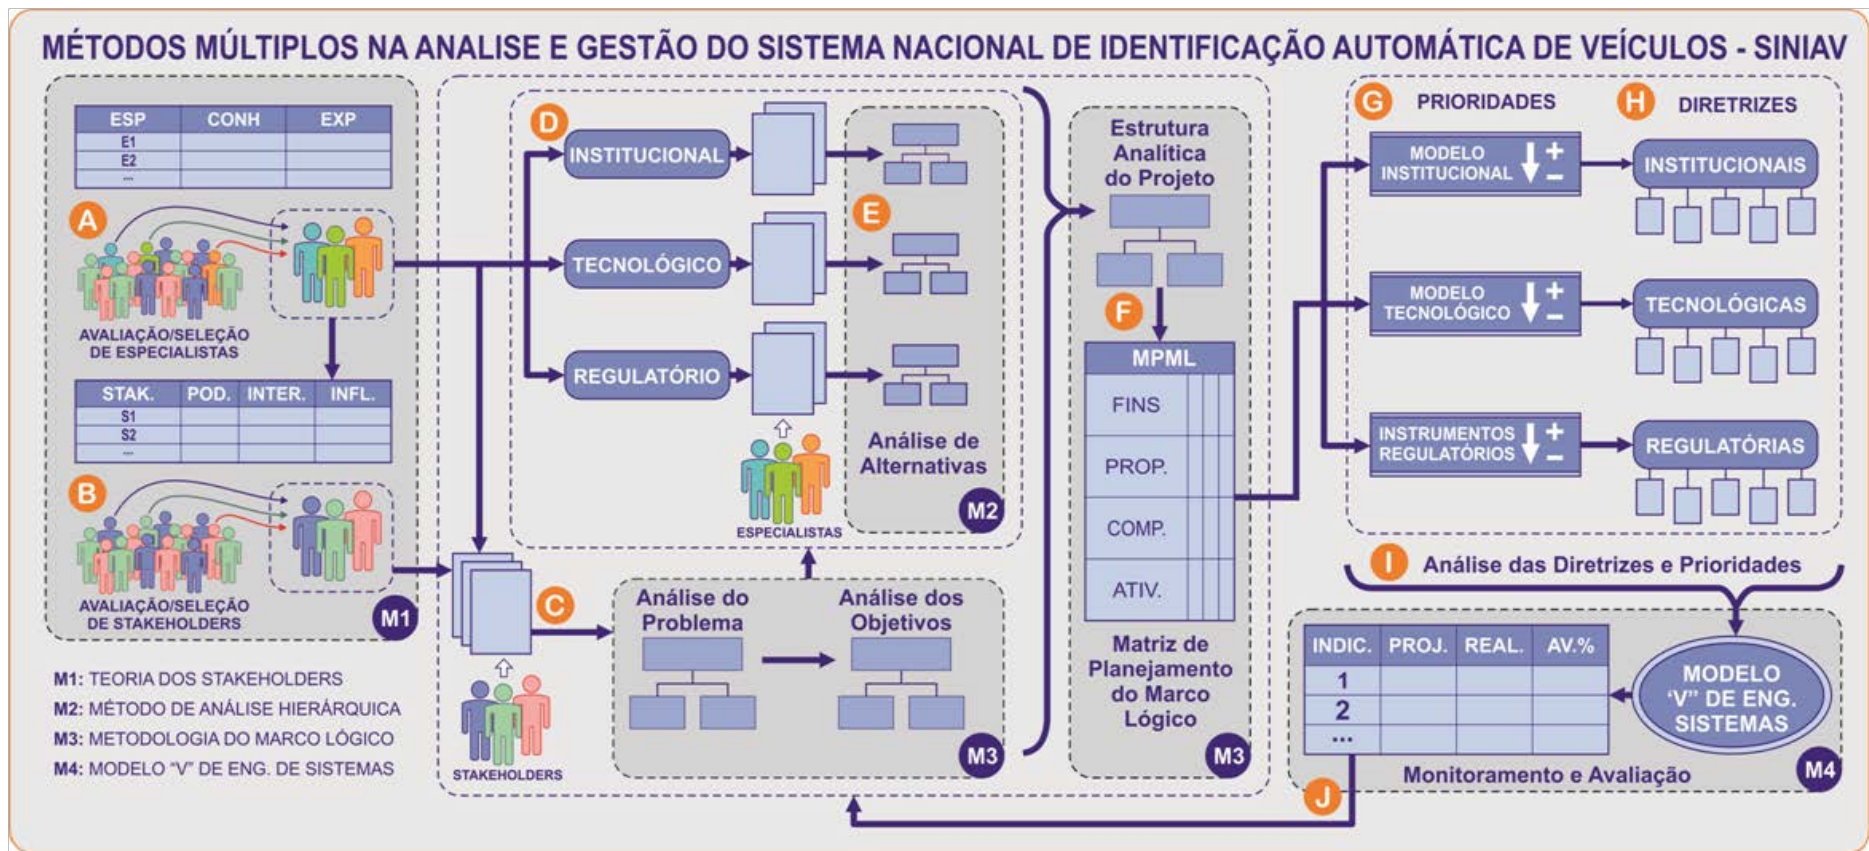 MÉTODOS MÚLTIPLOS NA ANALISE E GESTÃO DO SISTEMA NACIONAL DE IDENTIFICAÇÃO AUTOMÁTICA DE VEÍCULOS - SINIAV
ESP CONH EXP
E1
E2
...
A
AVALIAÇÃO/SELEÇÃO
DE ESPECIALISTAS
STAK. POD. INTER. INFL.
S1
S2
...
B
AVALIAÇÃO/SELEÇÃO
DE STAKEHOLDERS
M1
M1: TEORIA DOS STAKEHOLDERS
M2: MÉTODO DE ANÁLISE HIERÁRQUICA
M3: METODOLOGIA DO MARCO LÓGICO
M4: MODELO “V” DE ENG. DE SISTEMAS
D
INSTITUCIONAL
TECNOLÓGICO
REGULATÓRIO
E
Análise de
Alternativas
M2
ESPECIALISTAS
C
STAKEHOLDERS
Análise do
Problema
Análise dos
Objetivos
M3
Estrutura
Analítica
do Projeto
F
MPML
FINS
PROP.
COMP.
ATIV.
Matriz de
Planejamento
do Marco
Lógico
M3
G PRIORIDADES
MODELO
INSTITUCIONAL + –
MODELO
TECNOLÓGICO + –
INSTRUMENTOS
REGULATÓRIOS + –
H DIRETRIZES
INSTITUCIONAIS
TECNOLÓGICAS
REGULATÓRIAS
I Análise das Diretrizes e Prioridades
INDIC. PROJ. REAL. AV.%
1
2
...
MODELO
‘V” DE ENG.
SISTEMAS
Monitoramento e Avaliação
M4
J